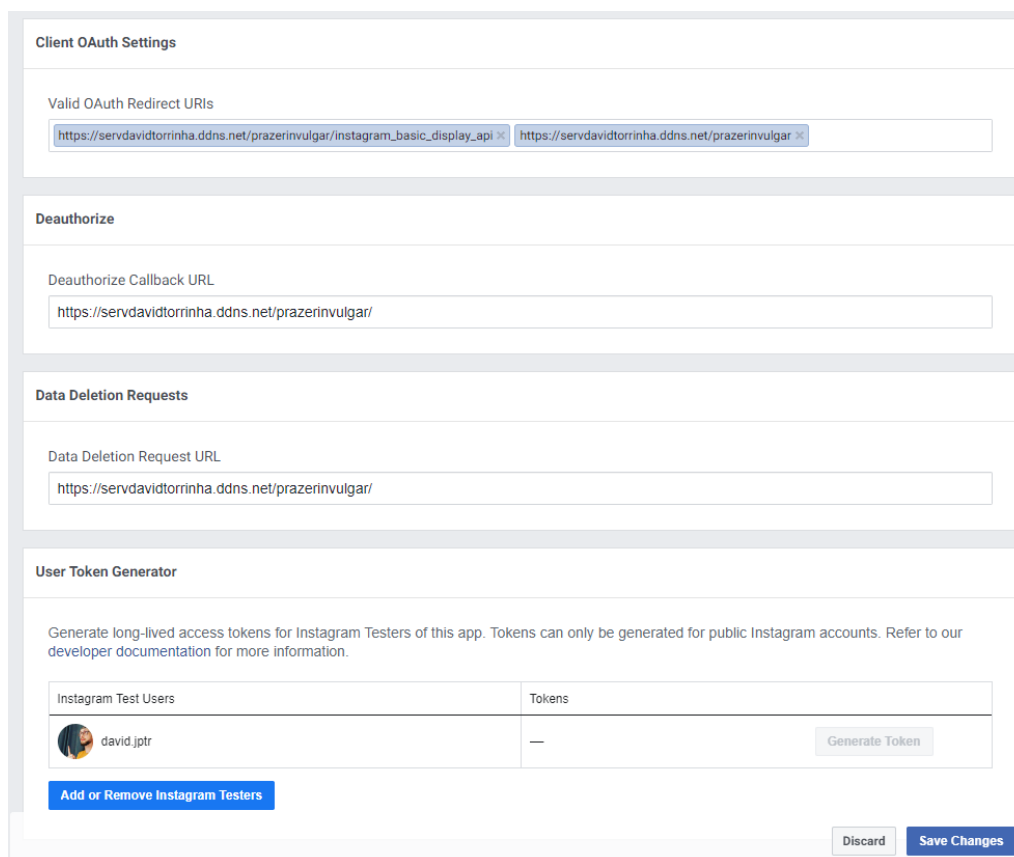 Client OAuth Settings
Valid OAuth Redirect URIs
https://servdavidtorrinha.ddns.net/prazerinvulgar/instagram_basic_display_api × https://servdavidtorrinha.ddns.net/prazerinvulgar ×
Deauthorize
Deauthorize Callback URL
https://servdavidtorrinha.ddns.net/prazerinvulgar/
Data Deletion Requests
Data Deletion Request URL
https://servdavidtorrinha.ddns.net/prazerinvulgar/
User Token Generator
Generate long-lived access tokens for Instagram Testers of this app. Tokens can only be generated for public Instagram accounts. Refer to our
developer documentation for more information.
Instagram Test Users Tokens
david.jptr — Generate Token
Add or Remove Instagram Testers
Discard Save Changes